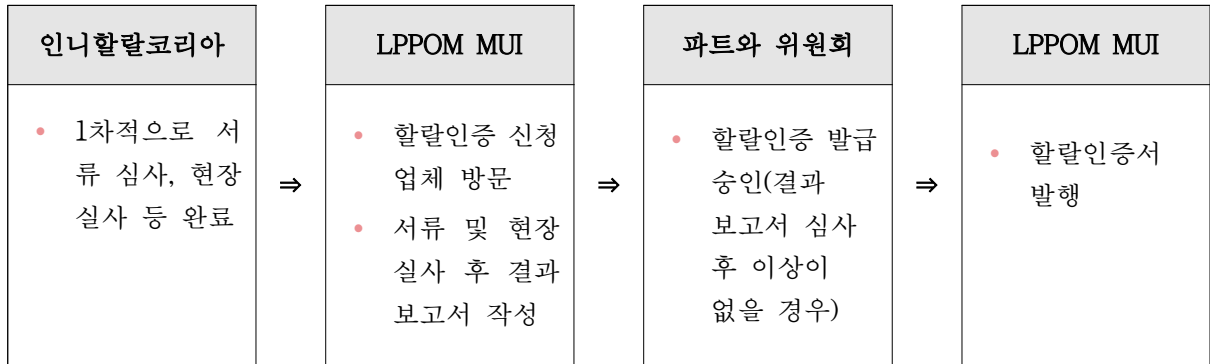 인니할랄코리아
• 1차적으로 서
류 심사, 현장
실사 등 완료
⇒
LPPOM MUI
• 할랄인증 신청
업체 방문
• 서류 및 현장
실사 후 결과
보고서 작성
⇒
파트와 위원회
• 할랄인증 발급
승인(결과
보고서 심사
후 이상이
없을 경우)
⇒
LPPOM MUI
• 할랄인증서
발행